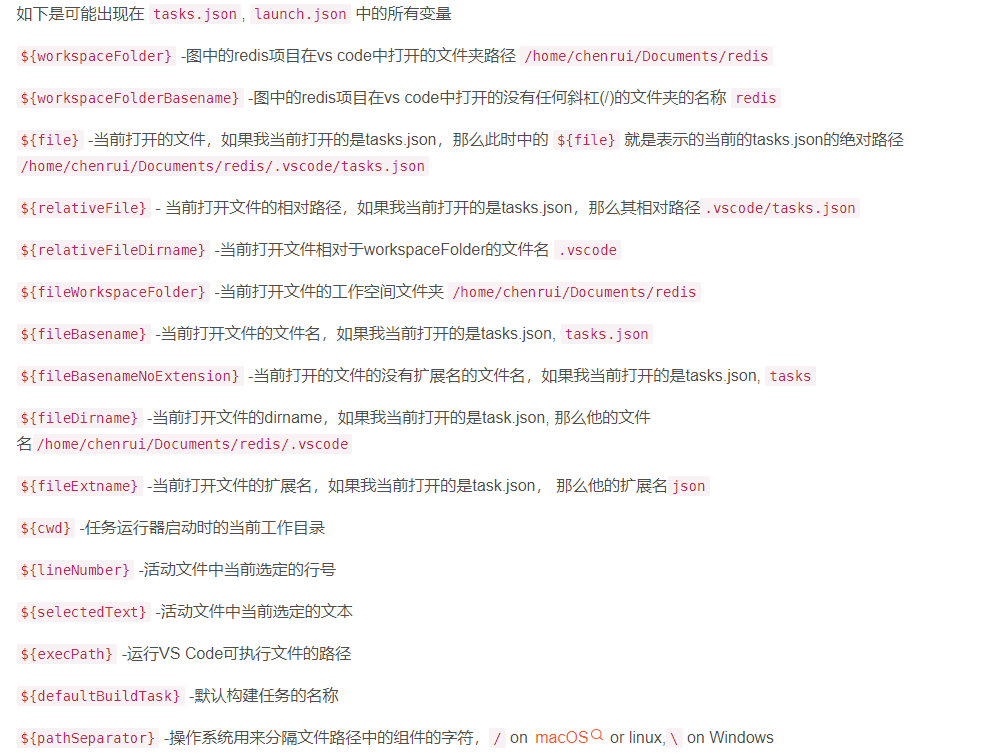 如下是可能出现在 tasks.json, launch.json 中的所有变量
${workspaceFolder} -图中的redis项目在vs code中打开的文件夹路径 /home/chenrui/Documents/redis
${workspaceFolderBasename} -图中的redis项目在vs code中打开的没有任何斜杠(/)的文件夹的名称 redis
${file} -当前打开的文件，如果我当前打开的是tasks.json，那么此时中的 ${file} 就是表示的当前的tasks.json的绝对路径
/home/chenrui/Documents/redis/.vscode/tasks.json
${relativeFile} - 当前打开文件的相对路径，如果我当前打开的是tasks.json，那么其相对路径 .vscode/tasks.json
${relativeFileDirname} -当前打开文件相对于workspaceFolder的文件名 .vscode
${fileWorkspaceFolder} -当前打开文件的工作空间文件夹 /home/chenrui/Documents/redis
${fileBasename} -当前打开文件的文件名，如果我当前打开的是tasks.json, tasks.json
${fileBasenameNoExtension} -当前打开的文件的没有扩展名的文件名，如果我当前打开的是tasks.json, tasks
${fileDirname} -当前打开文件的dirname，如果我当前打开的是task.json, 那么他的文件
名 /home/chenrui/Documents/redis/.vscode
${fileExtname} -当前打开文件的扩展名，如果我当前打开的是task.json， 那么他的扩展名 json
${cwd} -任务运行器启动时的当前工作目录
${lineNumber} -活动文件中当前选定的行号
${selectedText} -活动文件中当前选定的文本
${execPath} -运行VS Code可执行文件的路径
${defaultBuildTask} -默认构建任务的名称
${pathSeparator} -操作系统用来分隔文件路径中的组件的字符， / on macOS or linux, \ on Windows